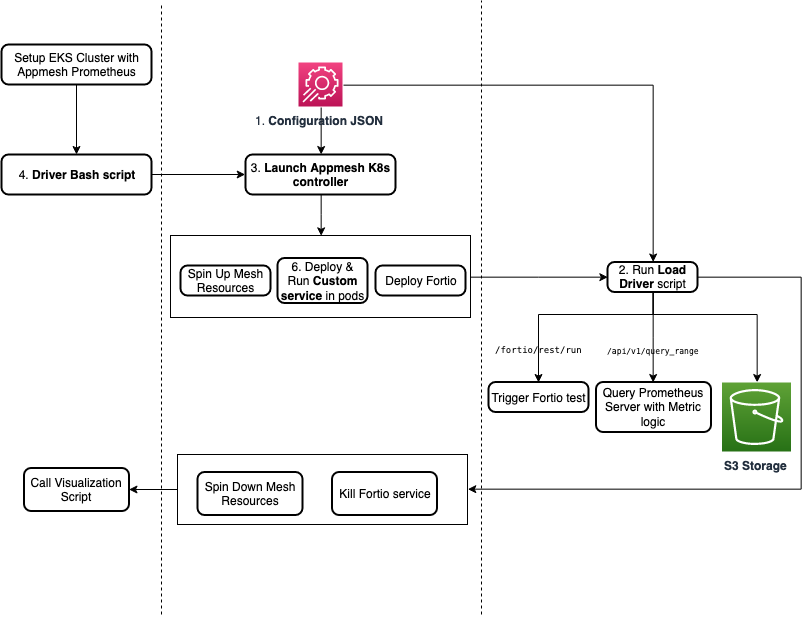 Setup EKS Cluster with
Appmesh Prometheus
1. Configuration JSON
4. Driver Bash script
3. Launch Appmesh K8s
controller
Spin Up Mesh
Resources
6. Deploy &
Run Custom
service in pods
Deploy Fortio
2. Run Load
Driver script
/fortio/rest/run
/api/v1/query_range
Trigger Fortio test
Query Prometheus
Server with Metric
logic
S3 Storage
Call Visualization
Script
Spin Down Mesh
Resources
Kill Fortio service